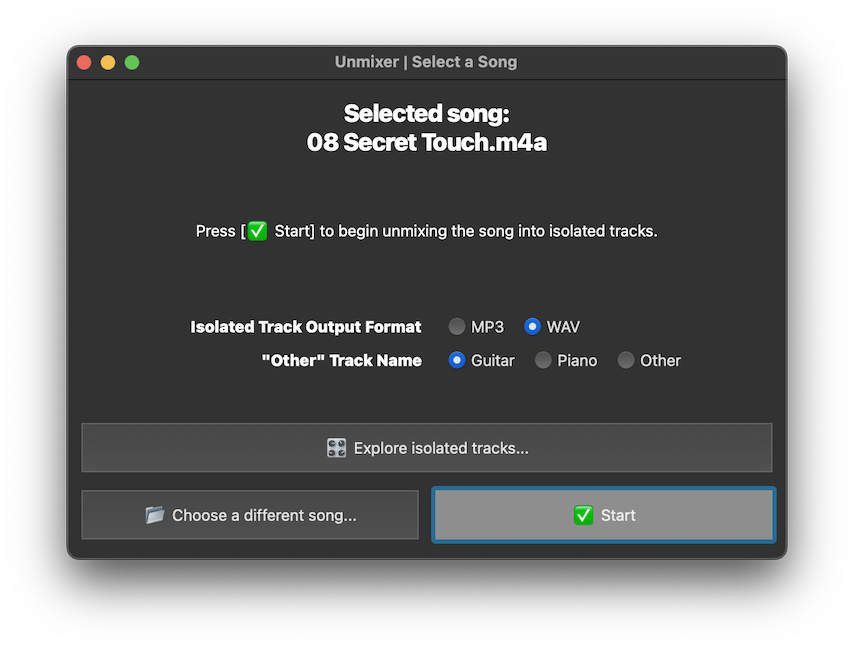 Unmixer | Select a Song
Selected song:
08 Secret Touch.m4a
Press [✅ Start] to begin unmixing the song into isolated tracks.
Isolated Track Output Format MP3 WAV
"Other" Track Name Guitar Piano Other
🎛️ Explore isolated tracks...
📂 Choose a different song... ✅ Start